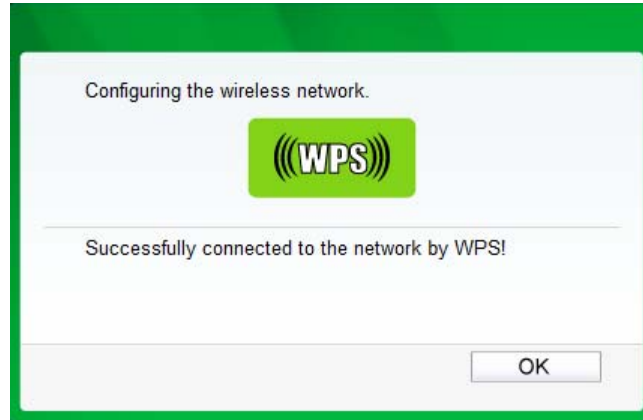 Configuring the wireless network.
WPS
Successfully connected to the network by WPS!
OK